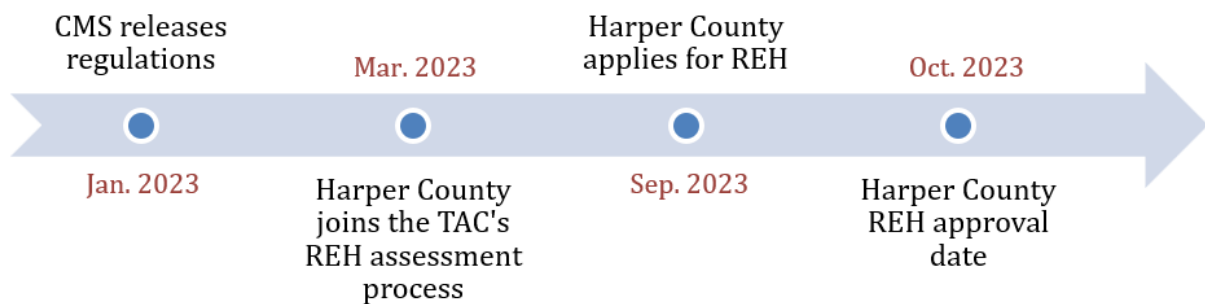 CMS releases
regulations
Jan. 2023
Mar. 2023
Harper County
joins the TAC's
REH assessment
process
Harper County
applies for REH
Sep. 2023
Oct. 2023
Harper County
REH approval
date